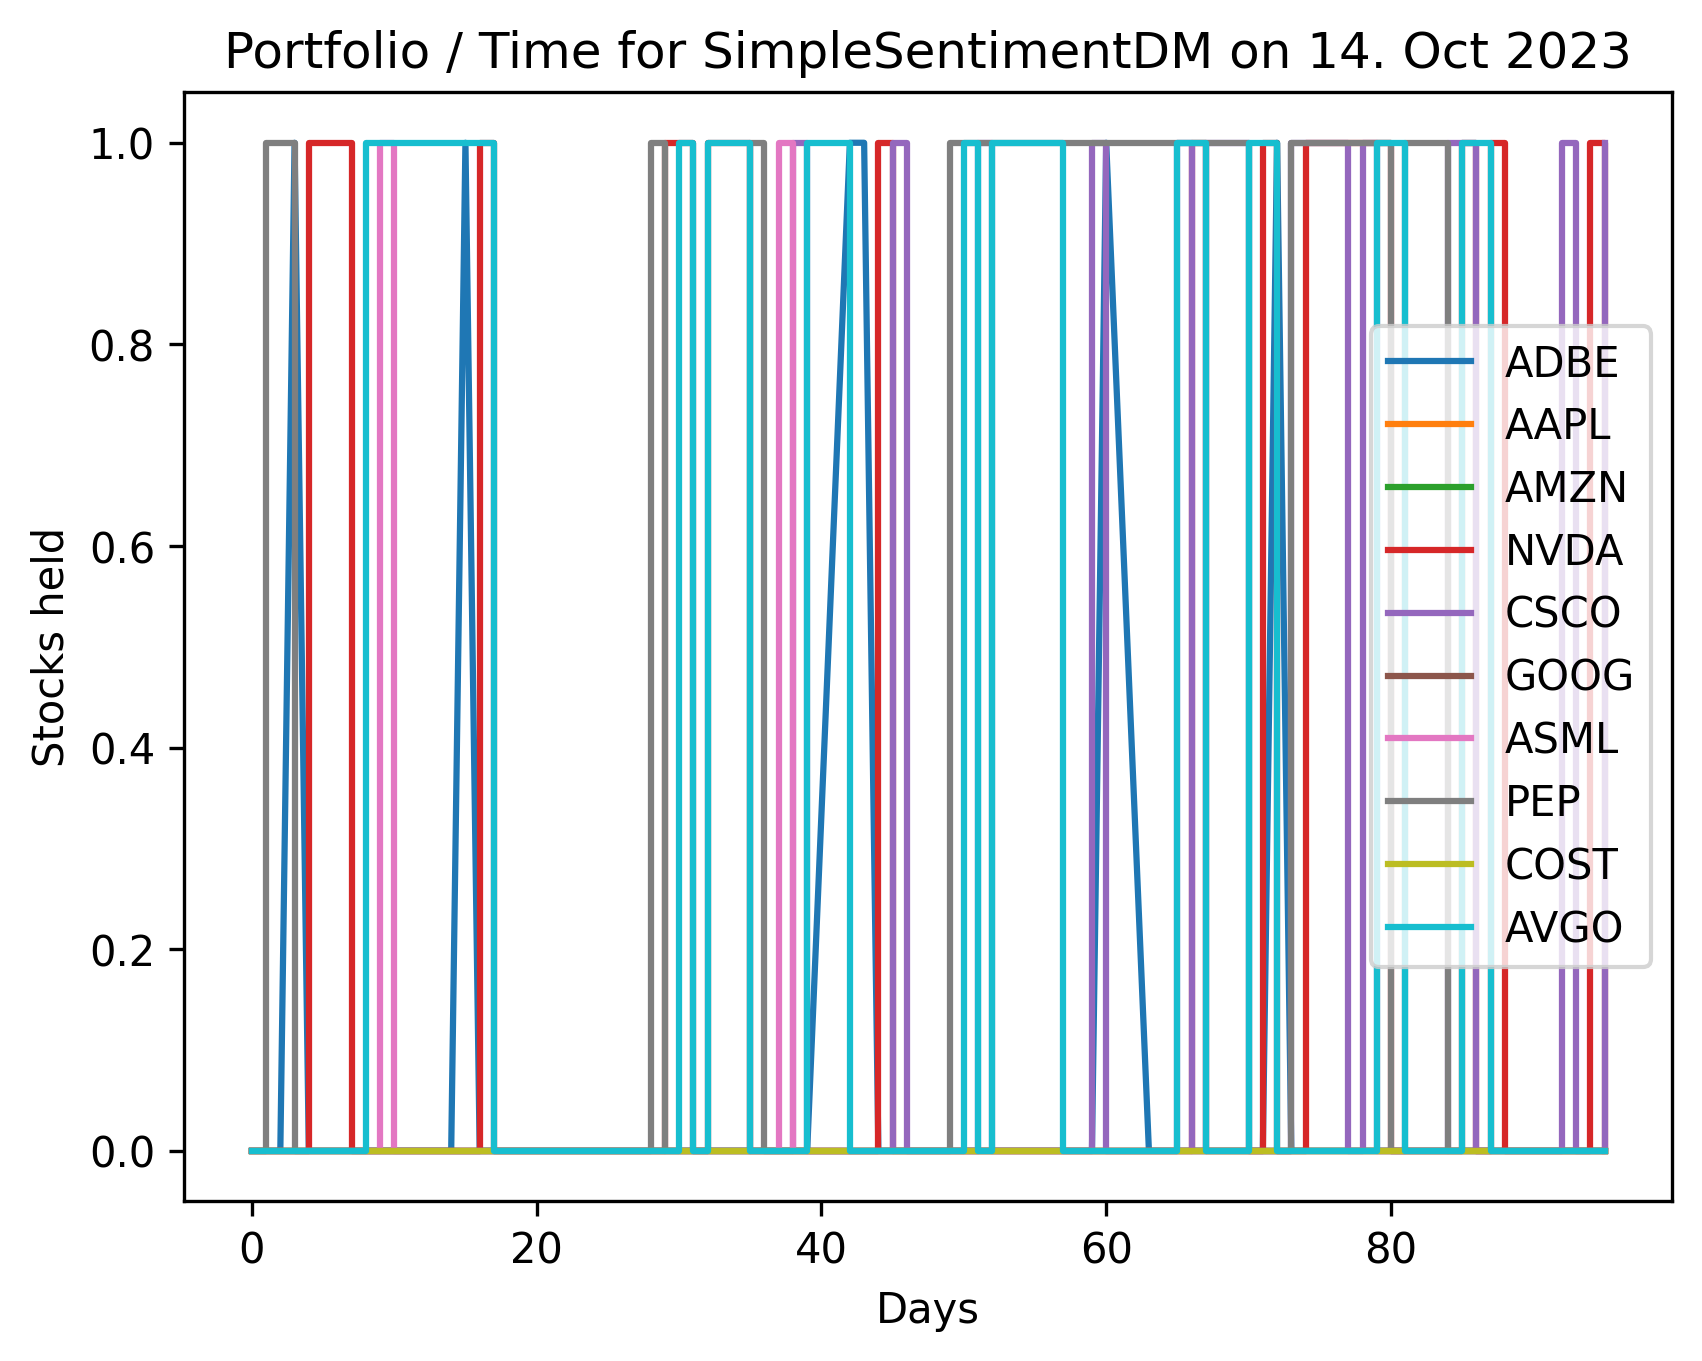 Portfolio / Time for SimpleSentimentDM on 14. Oct 2023
1.0
0.8
0.6
0.4
0.2
0.0
Stocks held
0 20 40 60 80
Days
ADBE
AAPL
AMZN
NVDA
CSCO
GOOG
ASML
PEP
COST
AVGO